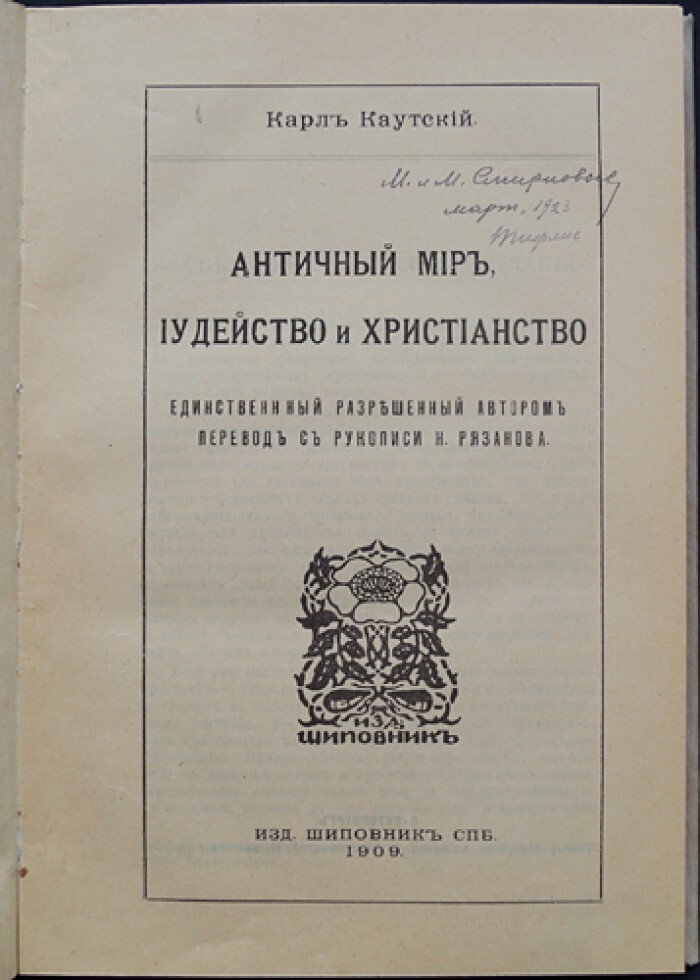 Карлъ Каутскій.
М. и М. Смирновы
март, 1923
Тифлис
АНТИЧНЫЙ МІРЪ,
ІУДЕЙСТВО и ХРИСТІАНСТВО
ЕДИНСТВЕННЫЙ РАЗРѢШЕННЫЙ АВТОРОМЪ
ПЕРЕВОДЪ СЪ РУКОПИСИ Н. РЯЗАНОВА.
ИЗД.
ШИПОВНИКЪ
ИЗД. ШИПОВНИКЪ СПБ.
1909.